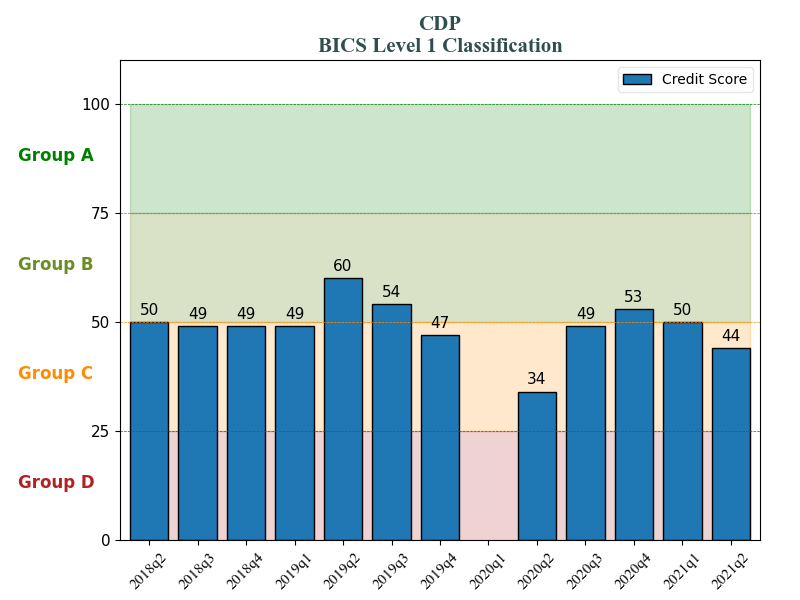 CDP
BICS Level 1 Classification
Credit Score
100
Group A
75
Group B
60
54
53
50
49
49
49
47
49
50
50
44
Group C
34
25
Group D
0
2018q2
2018q3
2018q4
2019q1
2019q2
2019q3
2019q4
2020q1
2020q2
2020q3
2020q4
2021q1
2021q2